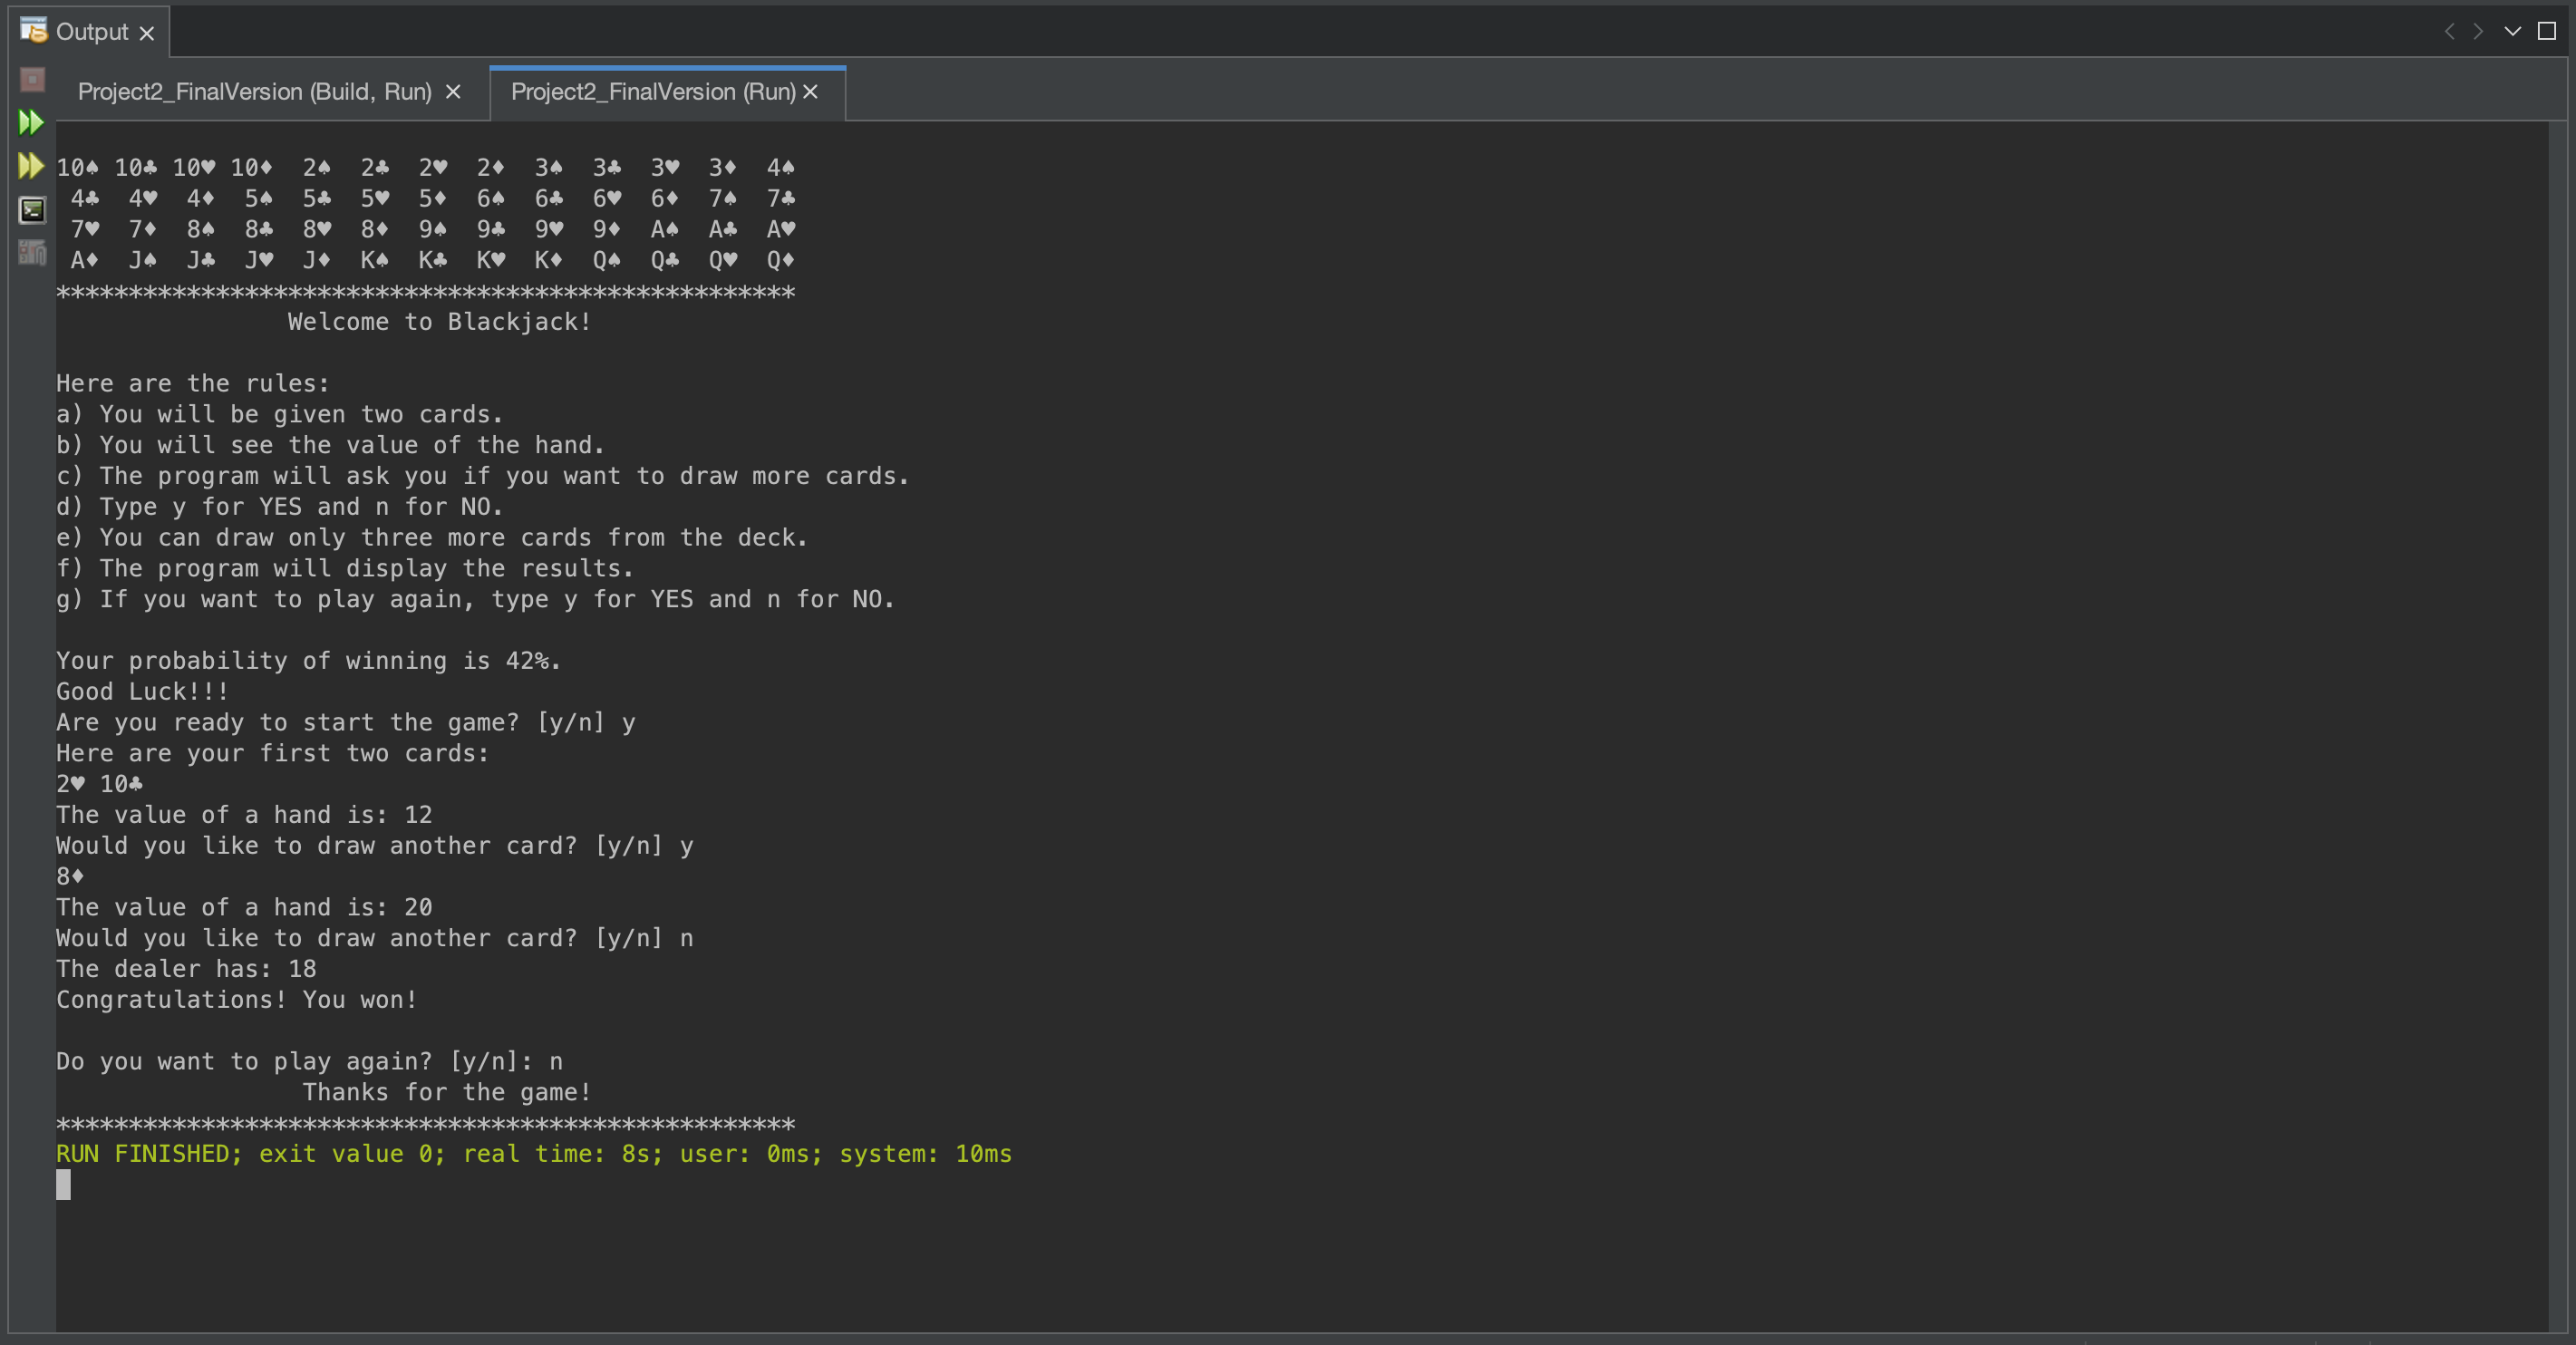 Output
Project2_FinalVersion (Build, Run) Project2_FinalVersion (Run)
10♠ 10♣ 10♥ 10♦ 2♠ 2♣ 2♥ 2♦ 3♠ 3♣ 3♥ 3♦ 4♠
4♣ 4♥ 4♦ 5♠ 5♣ 5♥ 5♦ 6♠ 6♣ 6♥ 6♦ 7♠ 7♣
7♥ 7♦ 8♠ 8♣ 8♥ 8♦ 9♠ 9♣ 9♥ 9♦ A♠ A♣ A♥
A♦ J♠ J♣ J♥ J♦ K♠ K♣ K♥ K♦ Q♠ Q♣ Q♥ Q♦
***************************************************
Welcome to Blackjack!
Here are the rules:
a) You will be given two cards.
b) You will see the value of the hand.
c) The program will ask you if you want to draw more cards.
d) Type y for YES and n for NO.
e) You can draw only three more cards from the deck.
f) The program will display the results.
g) If you want to play again, type y for YES and n for NO.
Your probability of winning is 42%.
Good Luck!!!
Are you ready to start the game? [y/n] y
Here are your first two cards:
2♥ 10♣
The value of a hand is: 12
Would you like to draw another card? [y/n] y
8♦
The value of a hand is: 20
Would you like to draw another card? [y/n] n
The dealer has: 18
Congratulations! You won!
Do you want to play again? [y/n]: n
Thanks for the game!
***************************************************
RUN FINISHED; exit value 0; real time: 8s; user: 0ms; system: 10ms